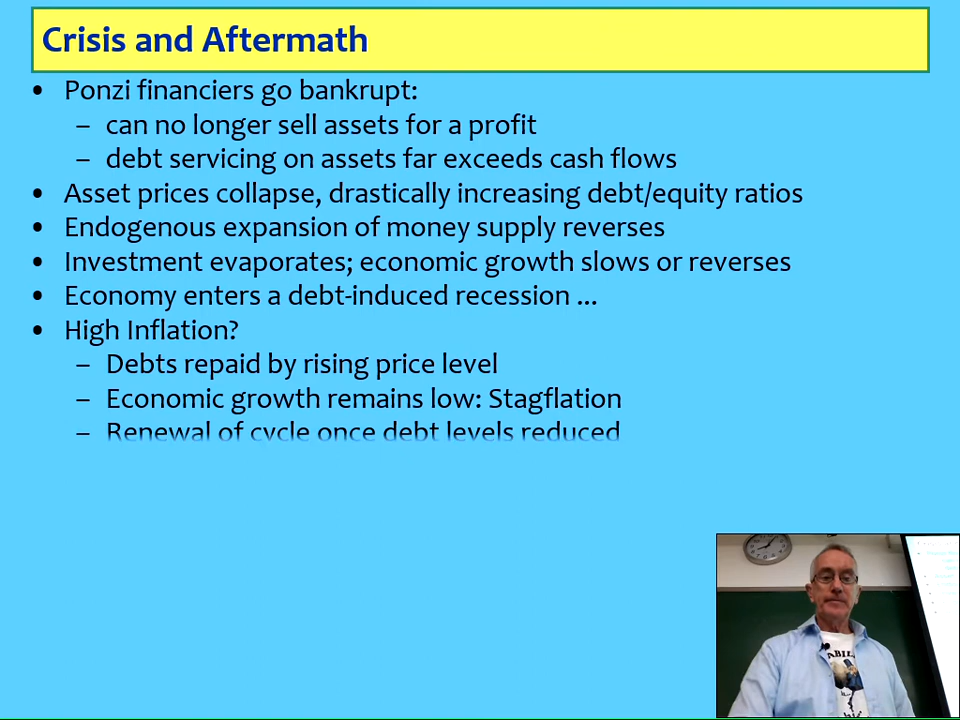 Crisis and Aftermath
• Ponzi financiers go bankrupt:
– can no longer sell assets for a profit
– debt servicing on assets far exceeds cash flows
• Asset prices collapse, drastically increasing debt/equity ratios
• Endogenous expansion of money supply reverses
• Investment evaporates; economic growth slows or reverses
• Economy enters a debt-induced recession ...
• High Inflation?
– Debts repaid by rising price level
– Economic growth remains low: Stagflation
– Renewal of cycle once debt levels reduced